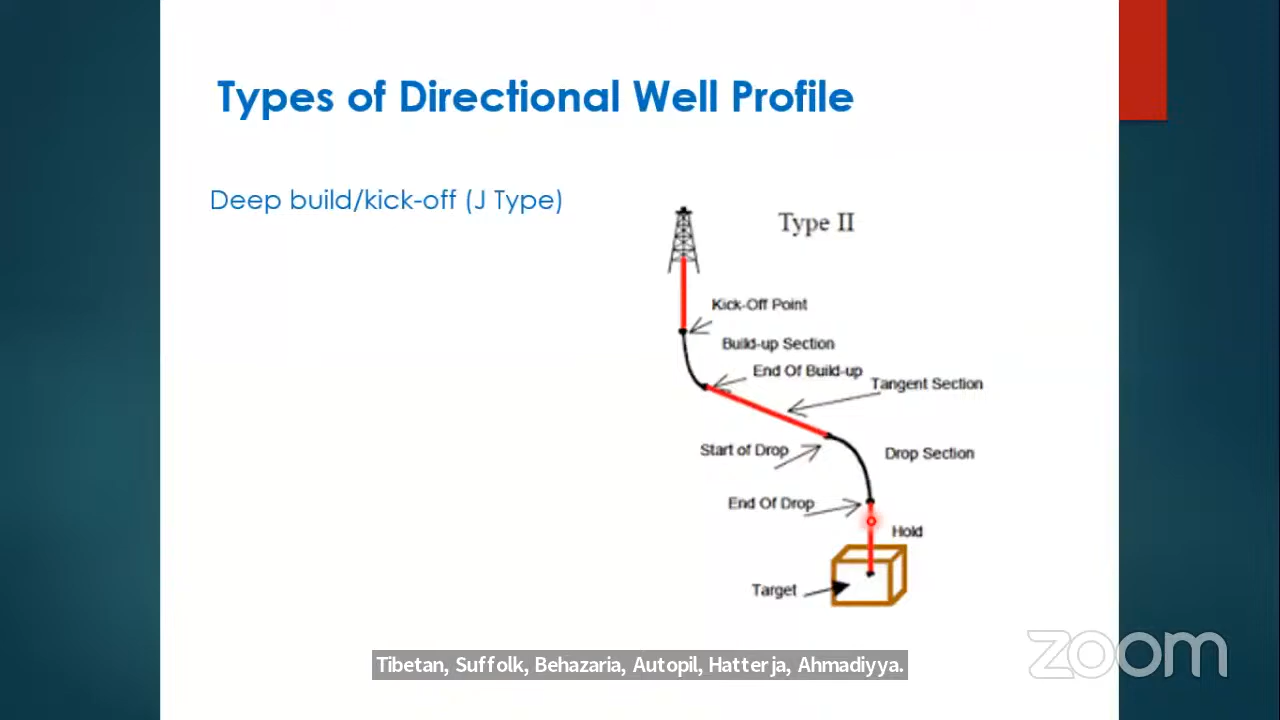 Types of Directional Well Profile
Deep build/kick-off (J Type)
Type II
Kick-Off Point
Build-up Section
End Of Build-up
Tangent Section
Start of Drop
Drop Section
End Of Drop
Hold
Target
Tibetan, Suffolk, Behazaria, Autopil, Hatterja, Ahmadiyya.
zoom